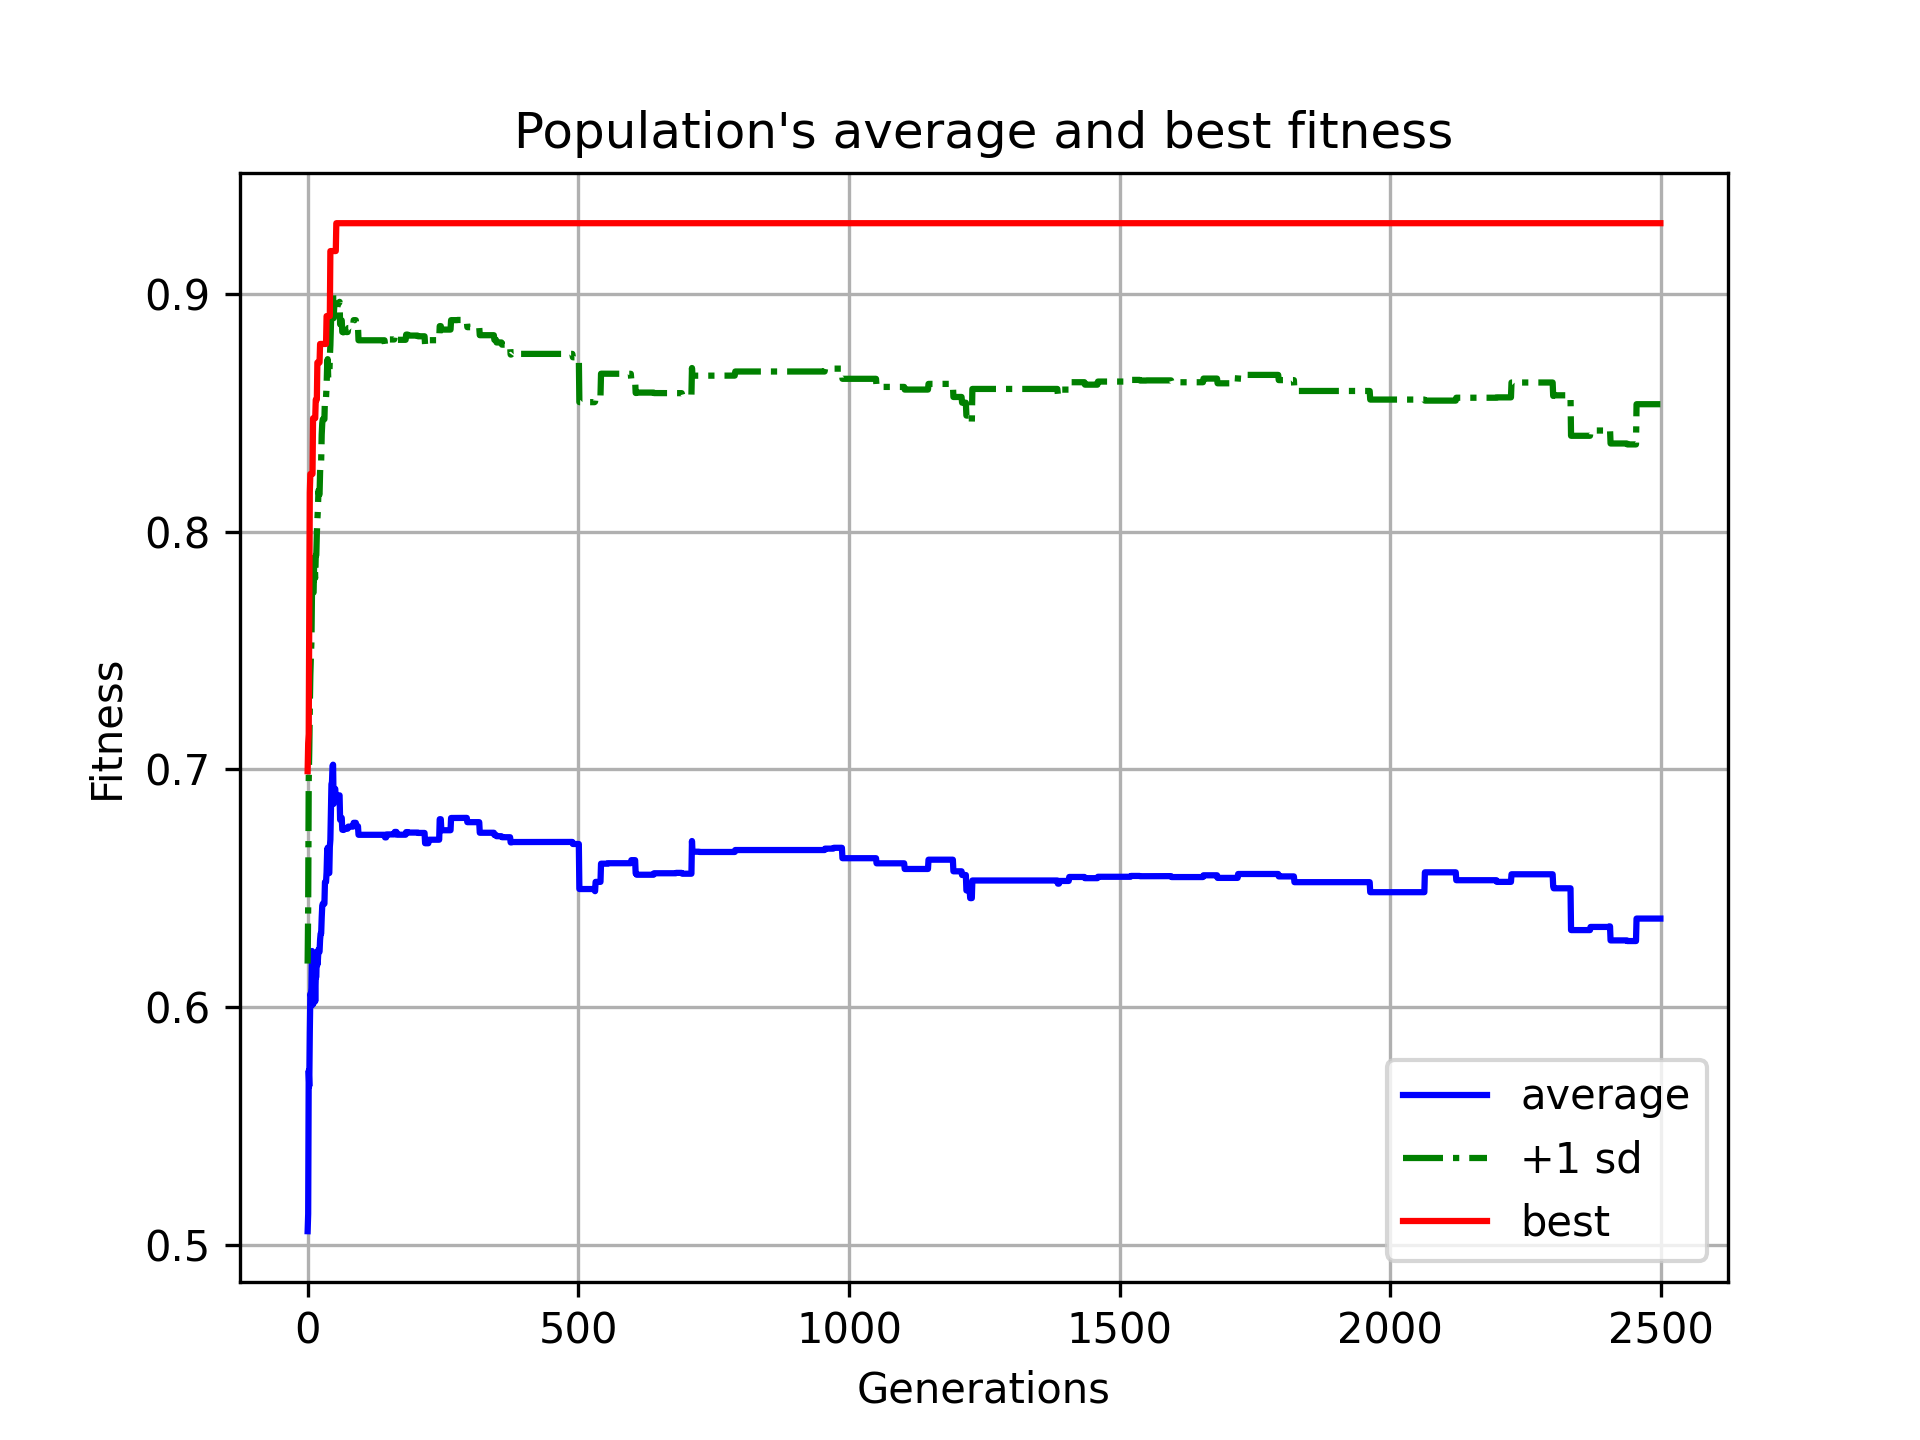 Population's average and best fitness
Fitness
0.9
0.8
0.7
0.6
0.5
0 500 1000 1500 2000 2500
Generations
average
+1 sd
best